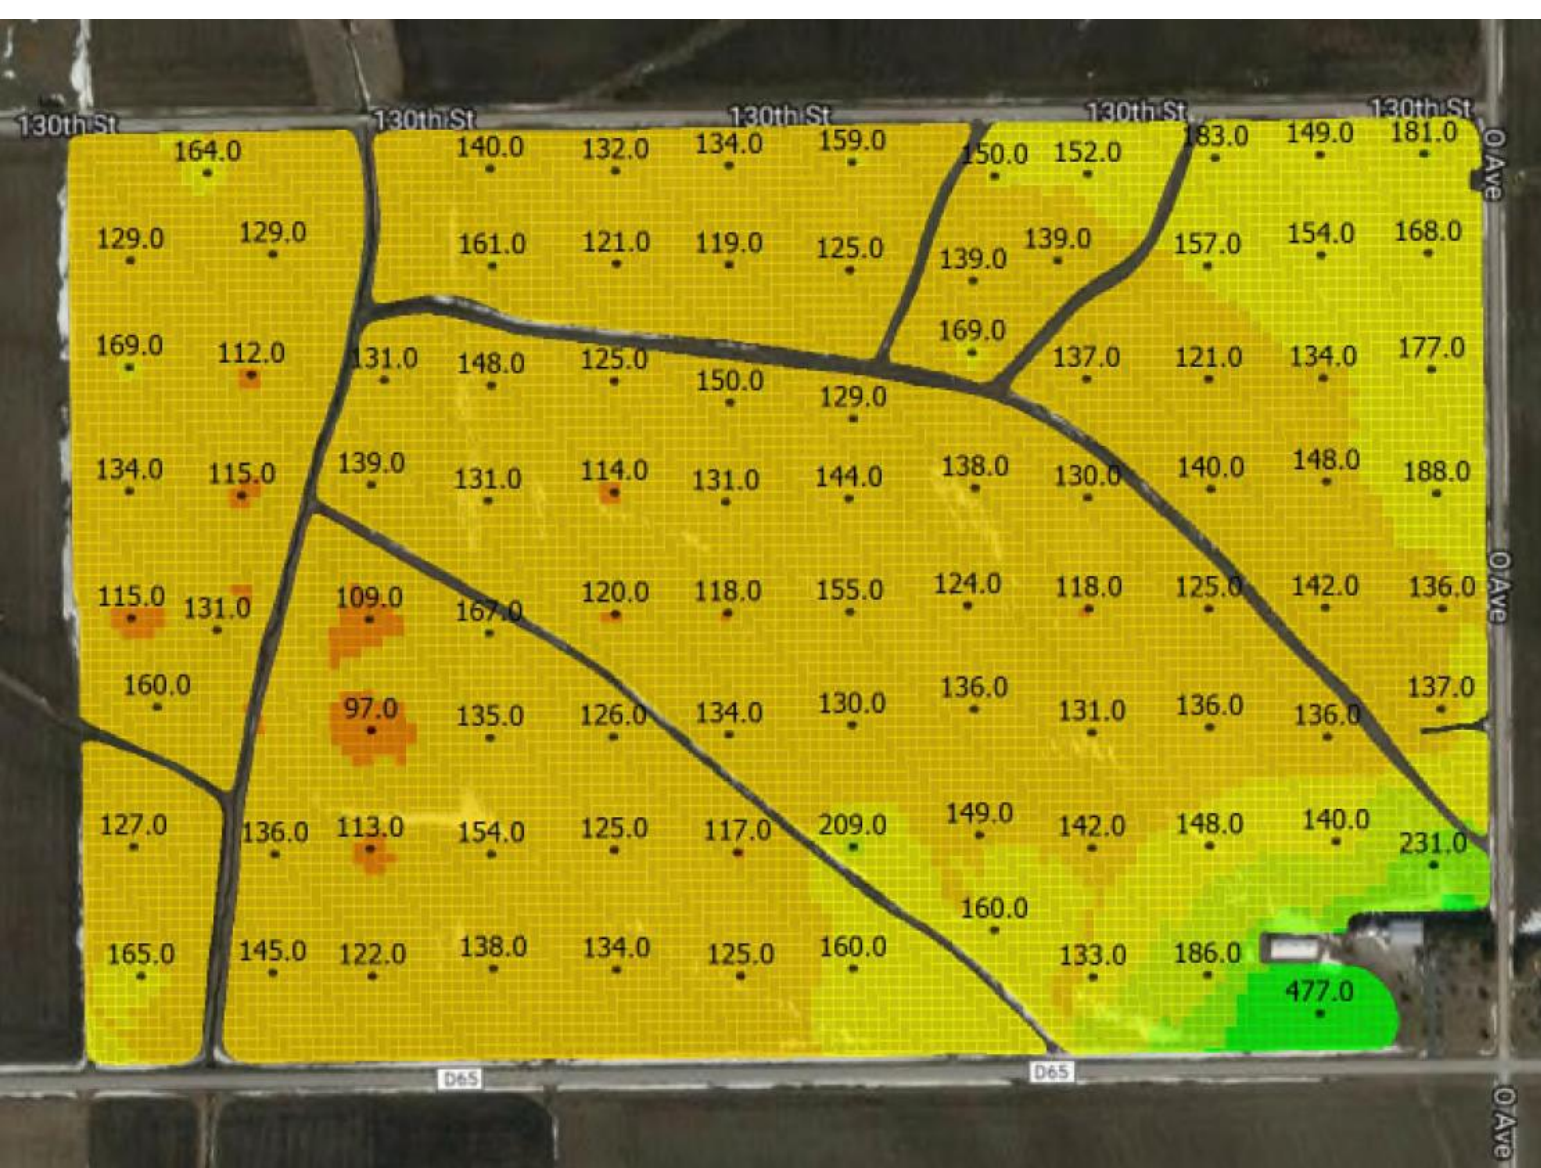 130th St 130th St 130th St 130th St 130th St
164.0 140.0 132.0 134.0 159.0 150.0 152.0 183.0 149.0 181.0
O Ave
129.0 129.0 161.0 121.0 119.0 125.0 139.0 139.0 157.0 154.0 168.0
169.0 112.0 131.0 148.0 125.0 150.0 129.0 169.0 137.0 121.0 134.0 177.0
134.0 115.0 139.0 131.0 114.0 131.0 144.0 138.0 130.0 140.0 148.0 188.0
115.0 131.0 109.0 167.0 120.0 118.0 155.0 124.0 118.0 125.0 142.0 136.0
O Ave
160.0 97.0 135.0 126.0 134.0 130.0 136.0 131.0 136.0 136.0 137.0
127.0 136.0 113.0 154.0 125.0 117.0 209.0 149.0 142.0 148.0 140.0 231.0
165.0 145.0 122.0 138.0 134.0 125.0 160.0 160.0 133.0 186.0 477.0
D65 D65
O Ave